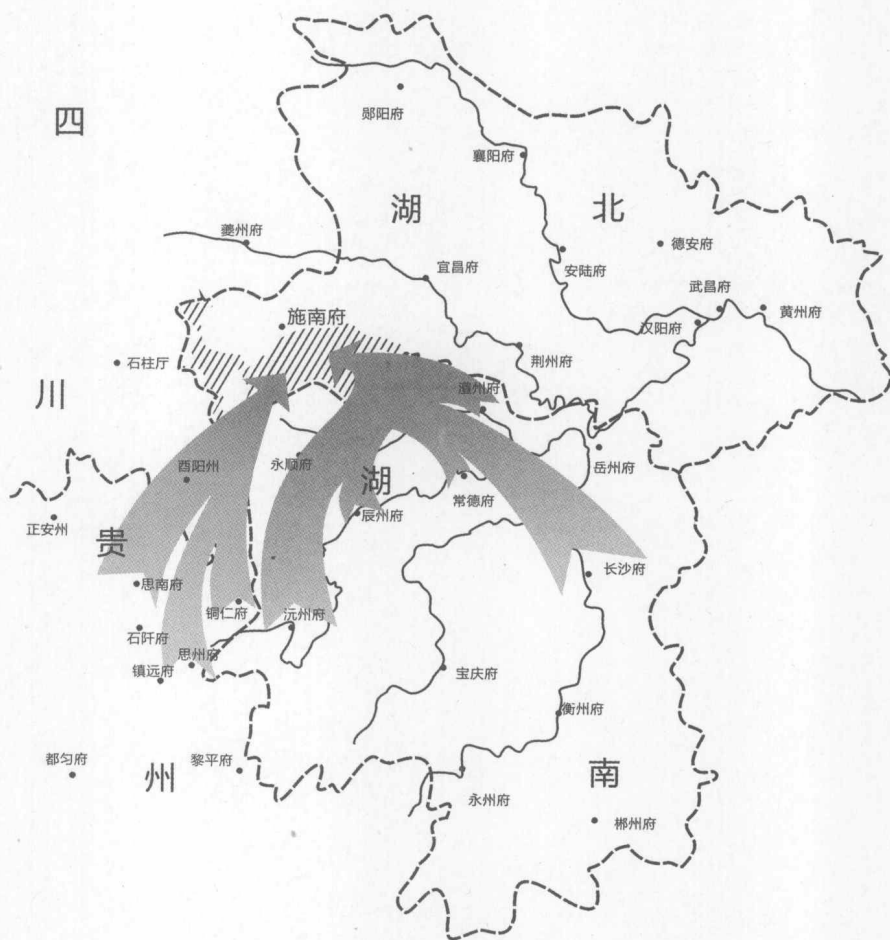 四
郧阳府
襄阳府
湖
北
夔州府
宜昌府
安陆府
德安府
武昌府
黄州府
施南府
汉阳府
石柱厅
荆州府
川
澧州府
岳州府
酉阳州
永顺府
湖
常德府
辰州府
正安州
贵
长沙府
思南府
铜仁府
沅州府
石阡府
思州府
镇远府
宝庆府
衡州府
都匀府
黎平府
州
永州府
南
郴州府